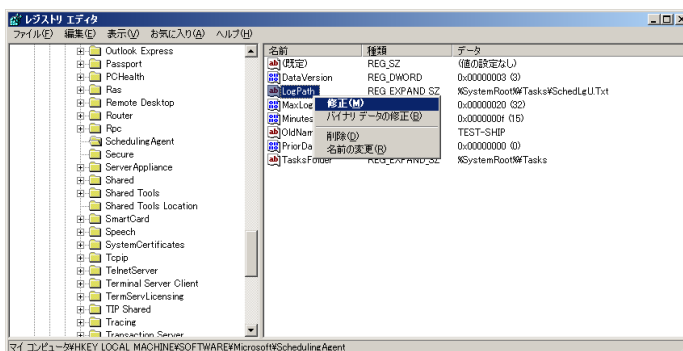 レジストリ エディタ
ファイル(F) 編集(E) 表示(V) お気に入り(A) ヘルプ(H)
Outlook Express
Passport
PCHealth
Ras
Remote Desktop
Router
Rpc
SchedulingAgent
Secure
ServerAppliance
Shared
Shared Tools
Shared Tools Location
SmartCard
Speech
SystemCertificates
Tcpip
TelnetServer
Terminal Server Client
TermServLicensing
TIP Shared
Tracing
Transaction Server
名前 種類 データ
(既定) REG_SZ (値の設定なし)
DataVersion REG_DWORD 0x00000003 (3)
LogPath REG_EXPAND_SZ %SystemRoot%¥Tasks¥SchedLgU.Txt
MaxLog 0x00000020 (32)
Minutes 0x0000000f (15)
OldNam TEST-SHIP
PriorDa 0x00000000 (0)
TasksFolder REG_EXPAND_SZ %SystemRoot%¥Tasks
修正(M)
バイナリ データの修正(B)
削除(D)
名前の変更(R)
マイ コンピュータ¥HKEY_LOCAL_MACHINE¥SOFTWARE¥Microsoft¥SchedulingAgent